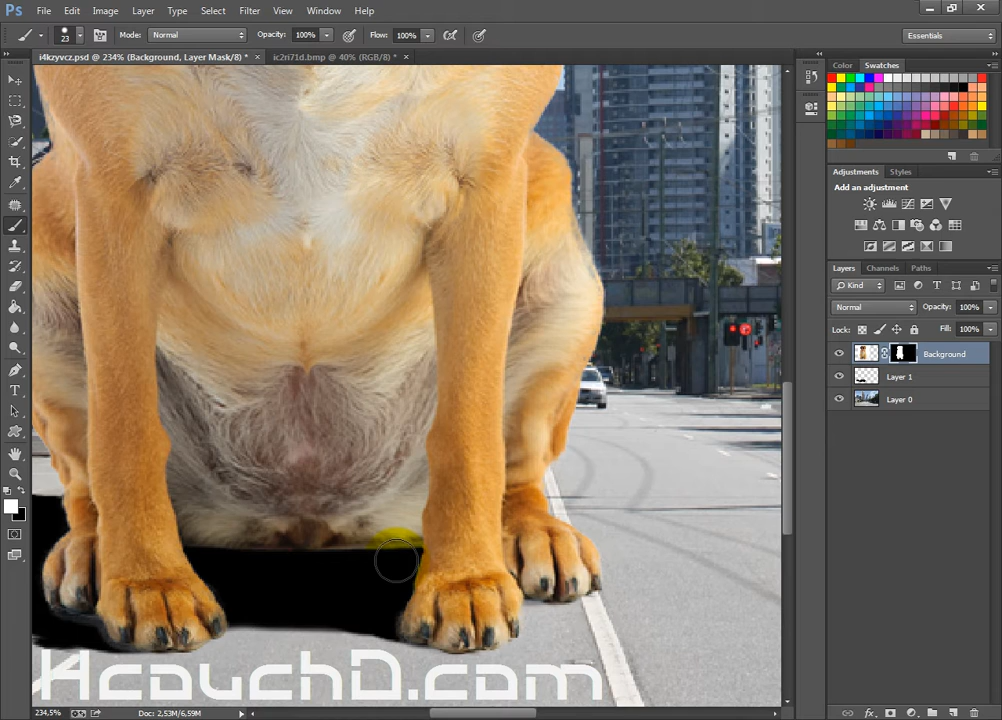 Ps File Edit Image Layer Type Select Filter View Window Help
23 Mode: Normal Opacity: 100% Flow: 100% Essentials
i4kzyvcz.psd @ 234% (Background, Layer Mask/8) * × ic2ri71d.bmp @ 40% (RGB/8) * ×
Color Swatches
Adjustments Styles
Add an adjustment
Layers Channels Paths
Kind
Normal Opacity: 100%
Lock: Fill: 100%
Background
Layer 1
Layer 0
HcouchD.com
234,5% Doc: 2,53M/6,59M